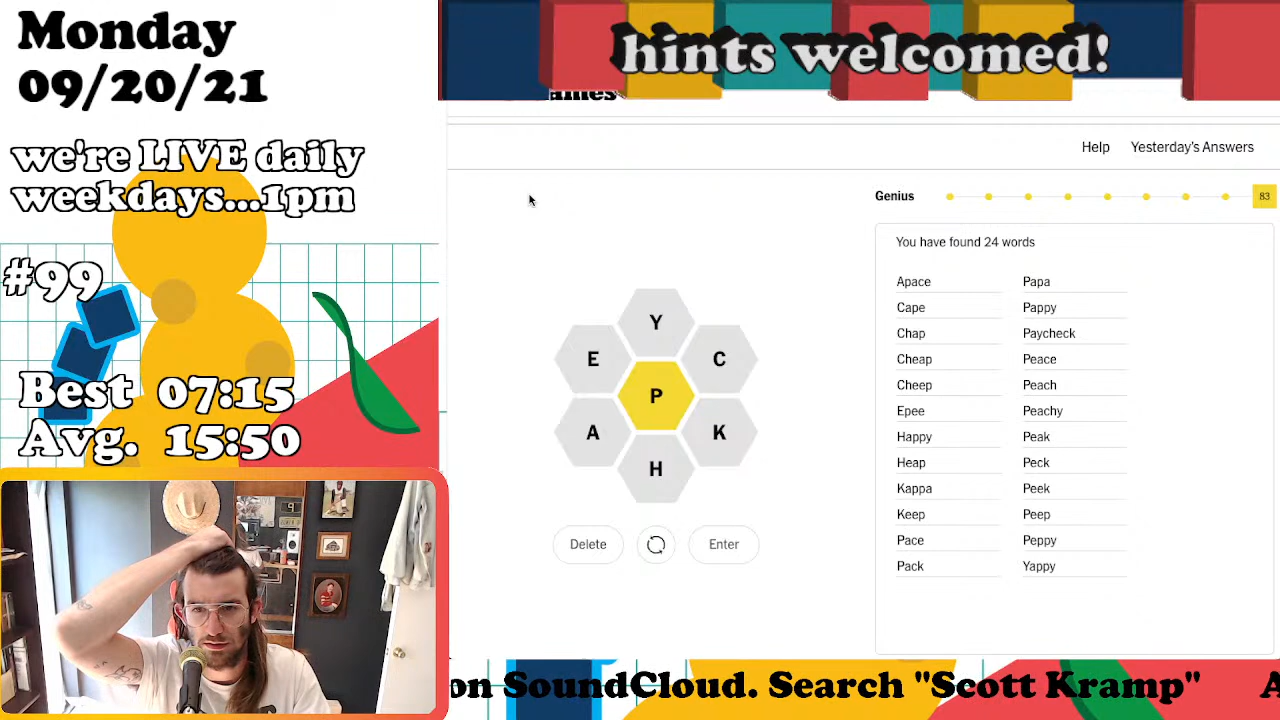 Monday
09/20/21
we're LIVE daily
weekdays...1pm
#99
Best 07:15
Avg. 15:50
hints welcomed!
Help Yesterday's Answers
Genius 83
You have found 24 words
Apace
Cape
Chap
Cheap
Cheep
Epee
Happy
Heap
Kappa
Keep
Pace
Pack
Papa
Pappy
Paycheck
Peace
Peach
Peachy
Peak
Peck
Peek
Peep
Peppy
Yappy
Y
E C
P
A K
H
Delete Enter
on SoundCloud. Search "Scott Kramp"